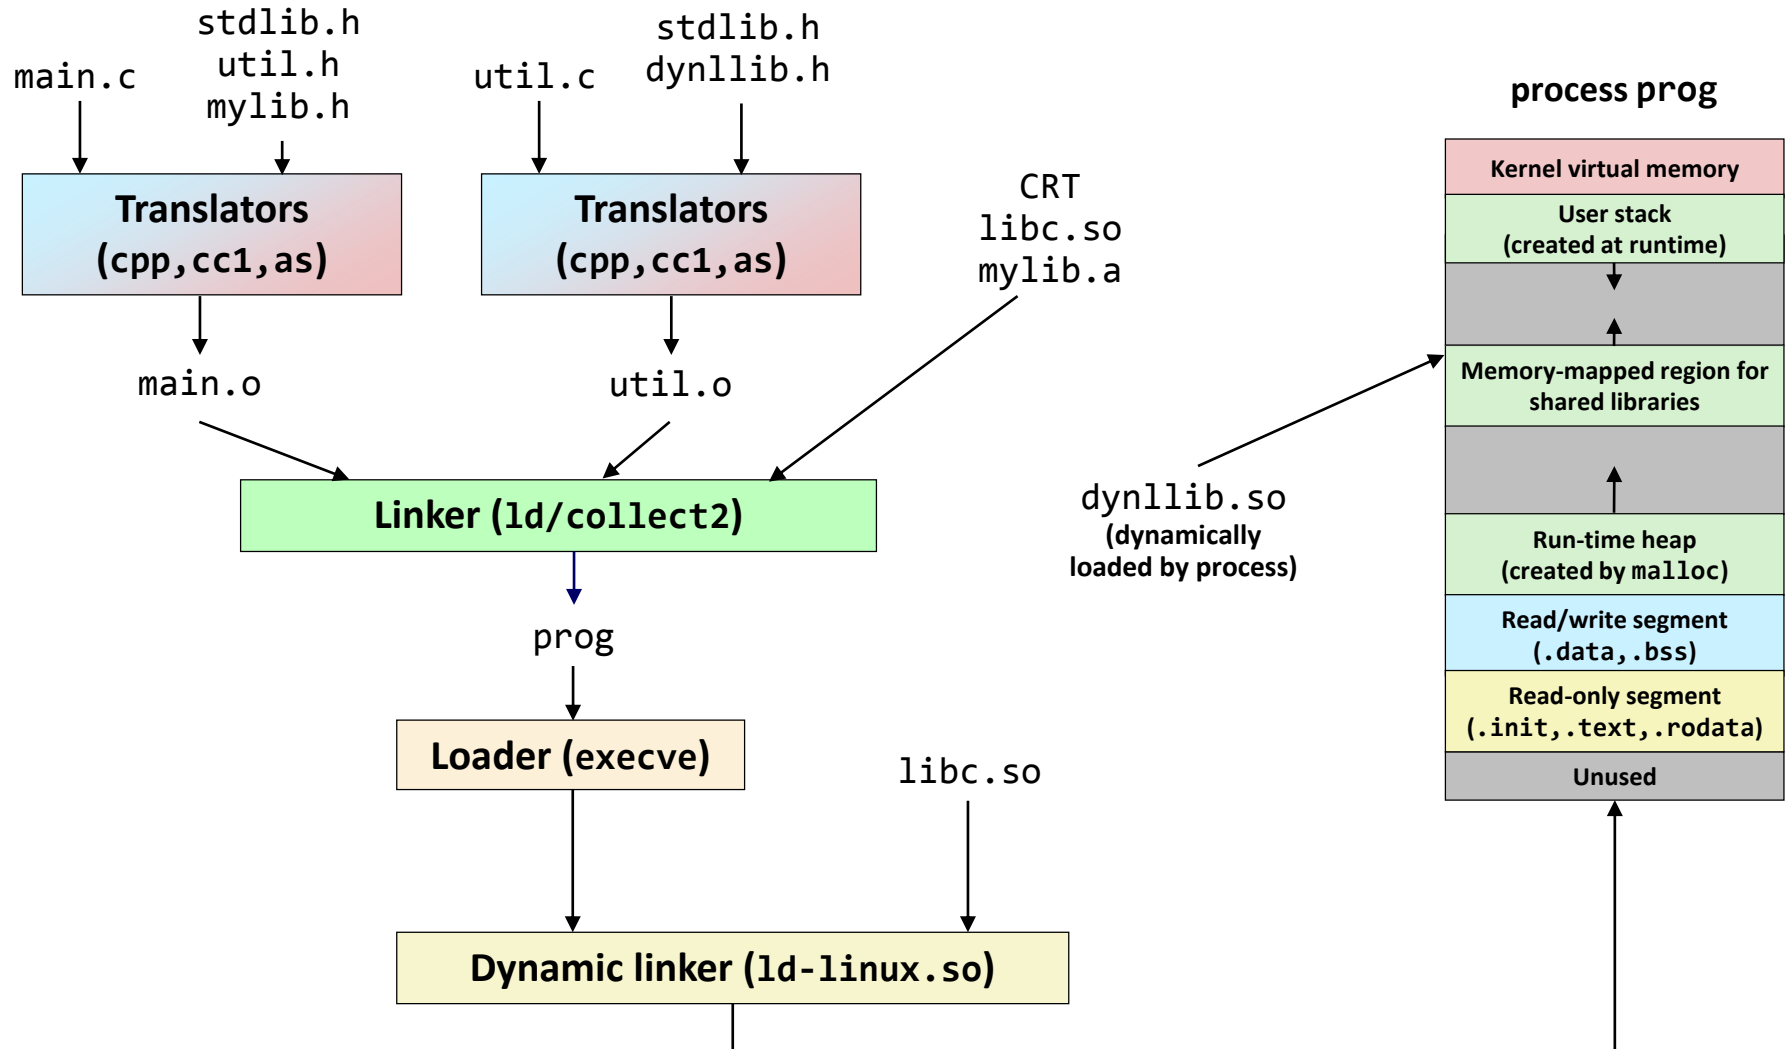 stdlib.h
util.h
mylib.h
main.c
stdlib.h
dynllib.h
util.c
Translators
(cpp,cc1,as)
Translators
(cpp,cc1,as)
CRT
libc.so
mylib.a
main.o
util.o
Linker (ld/collect2)
prog
Loader (execve)
libc.so
Dynamic linker (ld-linux.so)
dynllib.so
(dynamically
loaded by process)
process prog
Kernel virtual memory
User stack
(created at runtime)
Memory-mapped region for
shared libraries
Run-time heap
(created by malloc)
Read/write segment
(.data,.bss)
Read-only segment
(.init,.text,.rodata)
Unused